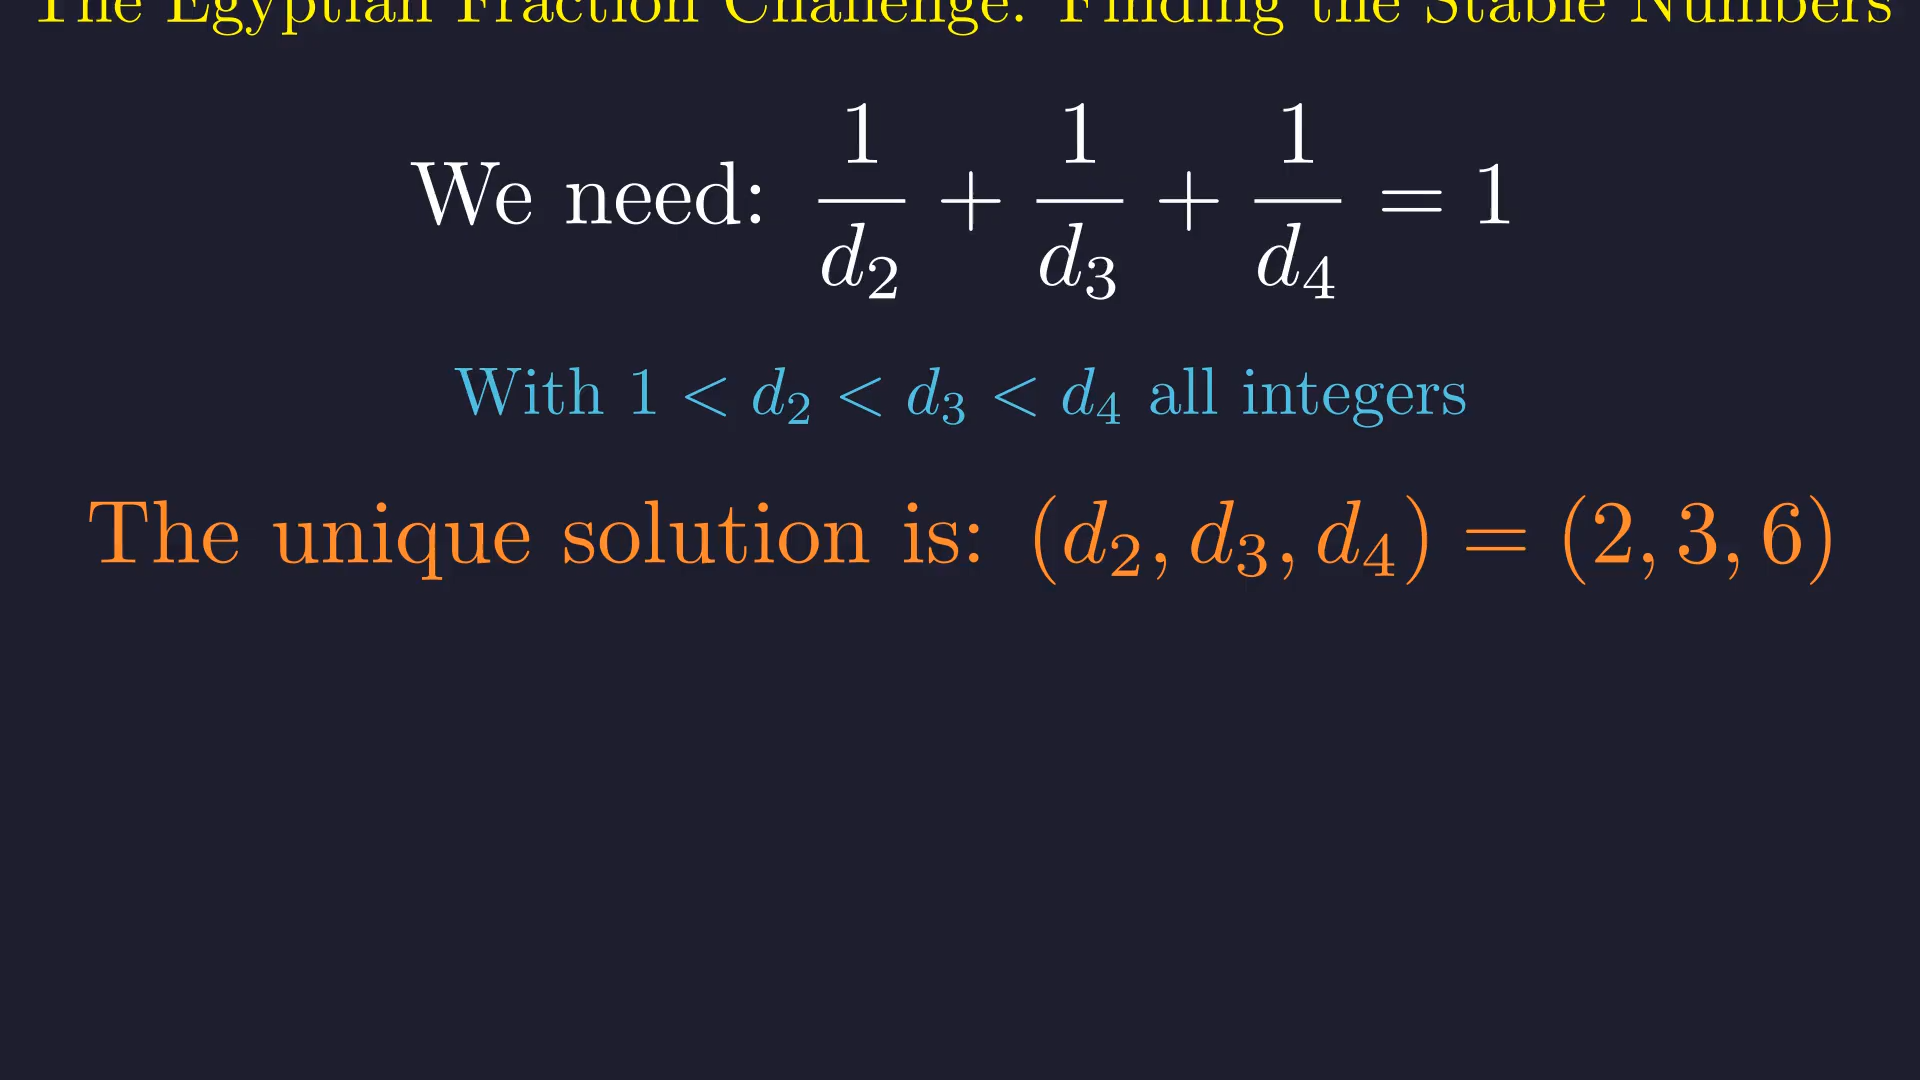 The Egyptian Fraction Challenge: Finding the Stable Numbers
We need: 1/d₂ + 1/d₃ + 1/d₄ = 1
With 1 < d₂ < d₃ < d₄ all integers
The unique solution is: (d₂, d₃, d₄) = (2, 3, 6)